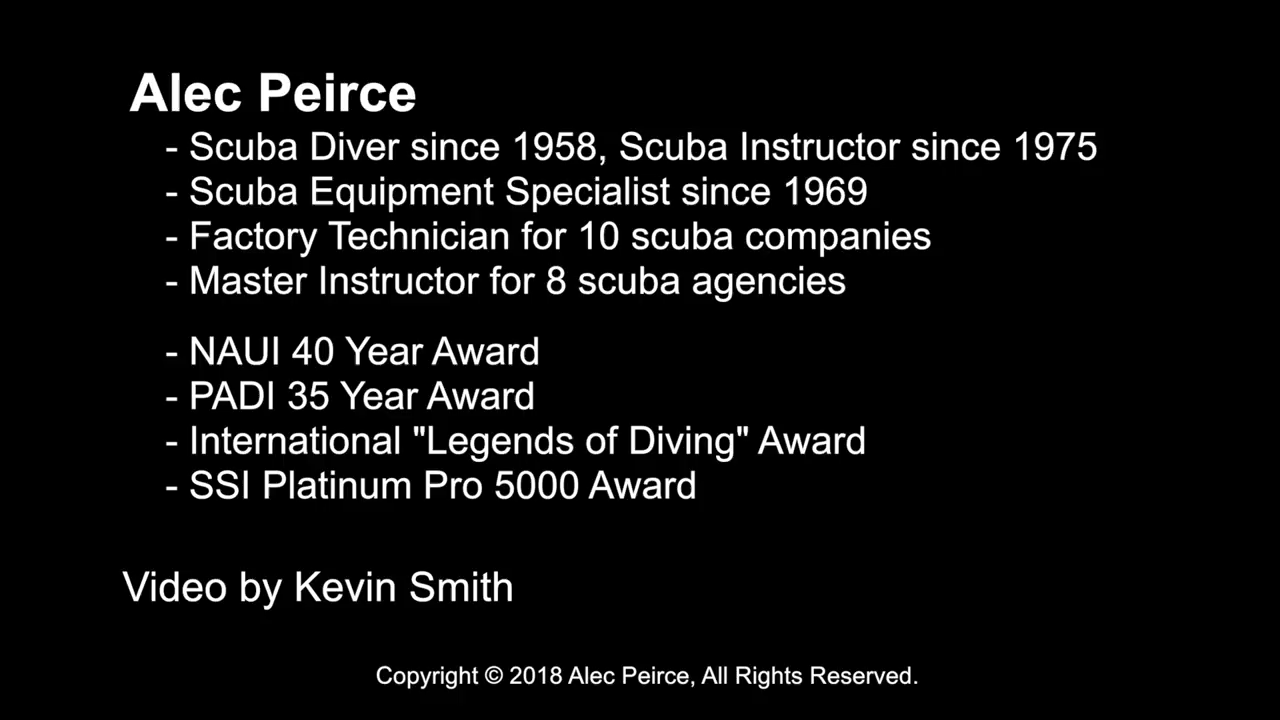 Alec Peirce
- Scuba Diver since 1958, Scuba Instructor since 1975
- Scuba Equipment Specialist since 1969
- Factory Technician for 10 scuba companies
- Master Instructor for 8 scuba agencies
- NAUI 40 Year Award
- PADI 35 Year Award
- International "Legends of Diving" Award
- SSI Platinum Pro 5000 Award
Video by Kevin Smith
Copyright © 2018 Alec Peirce, All Rights Reserved.